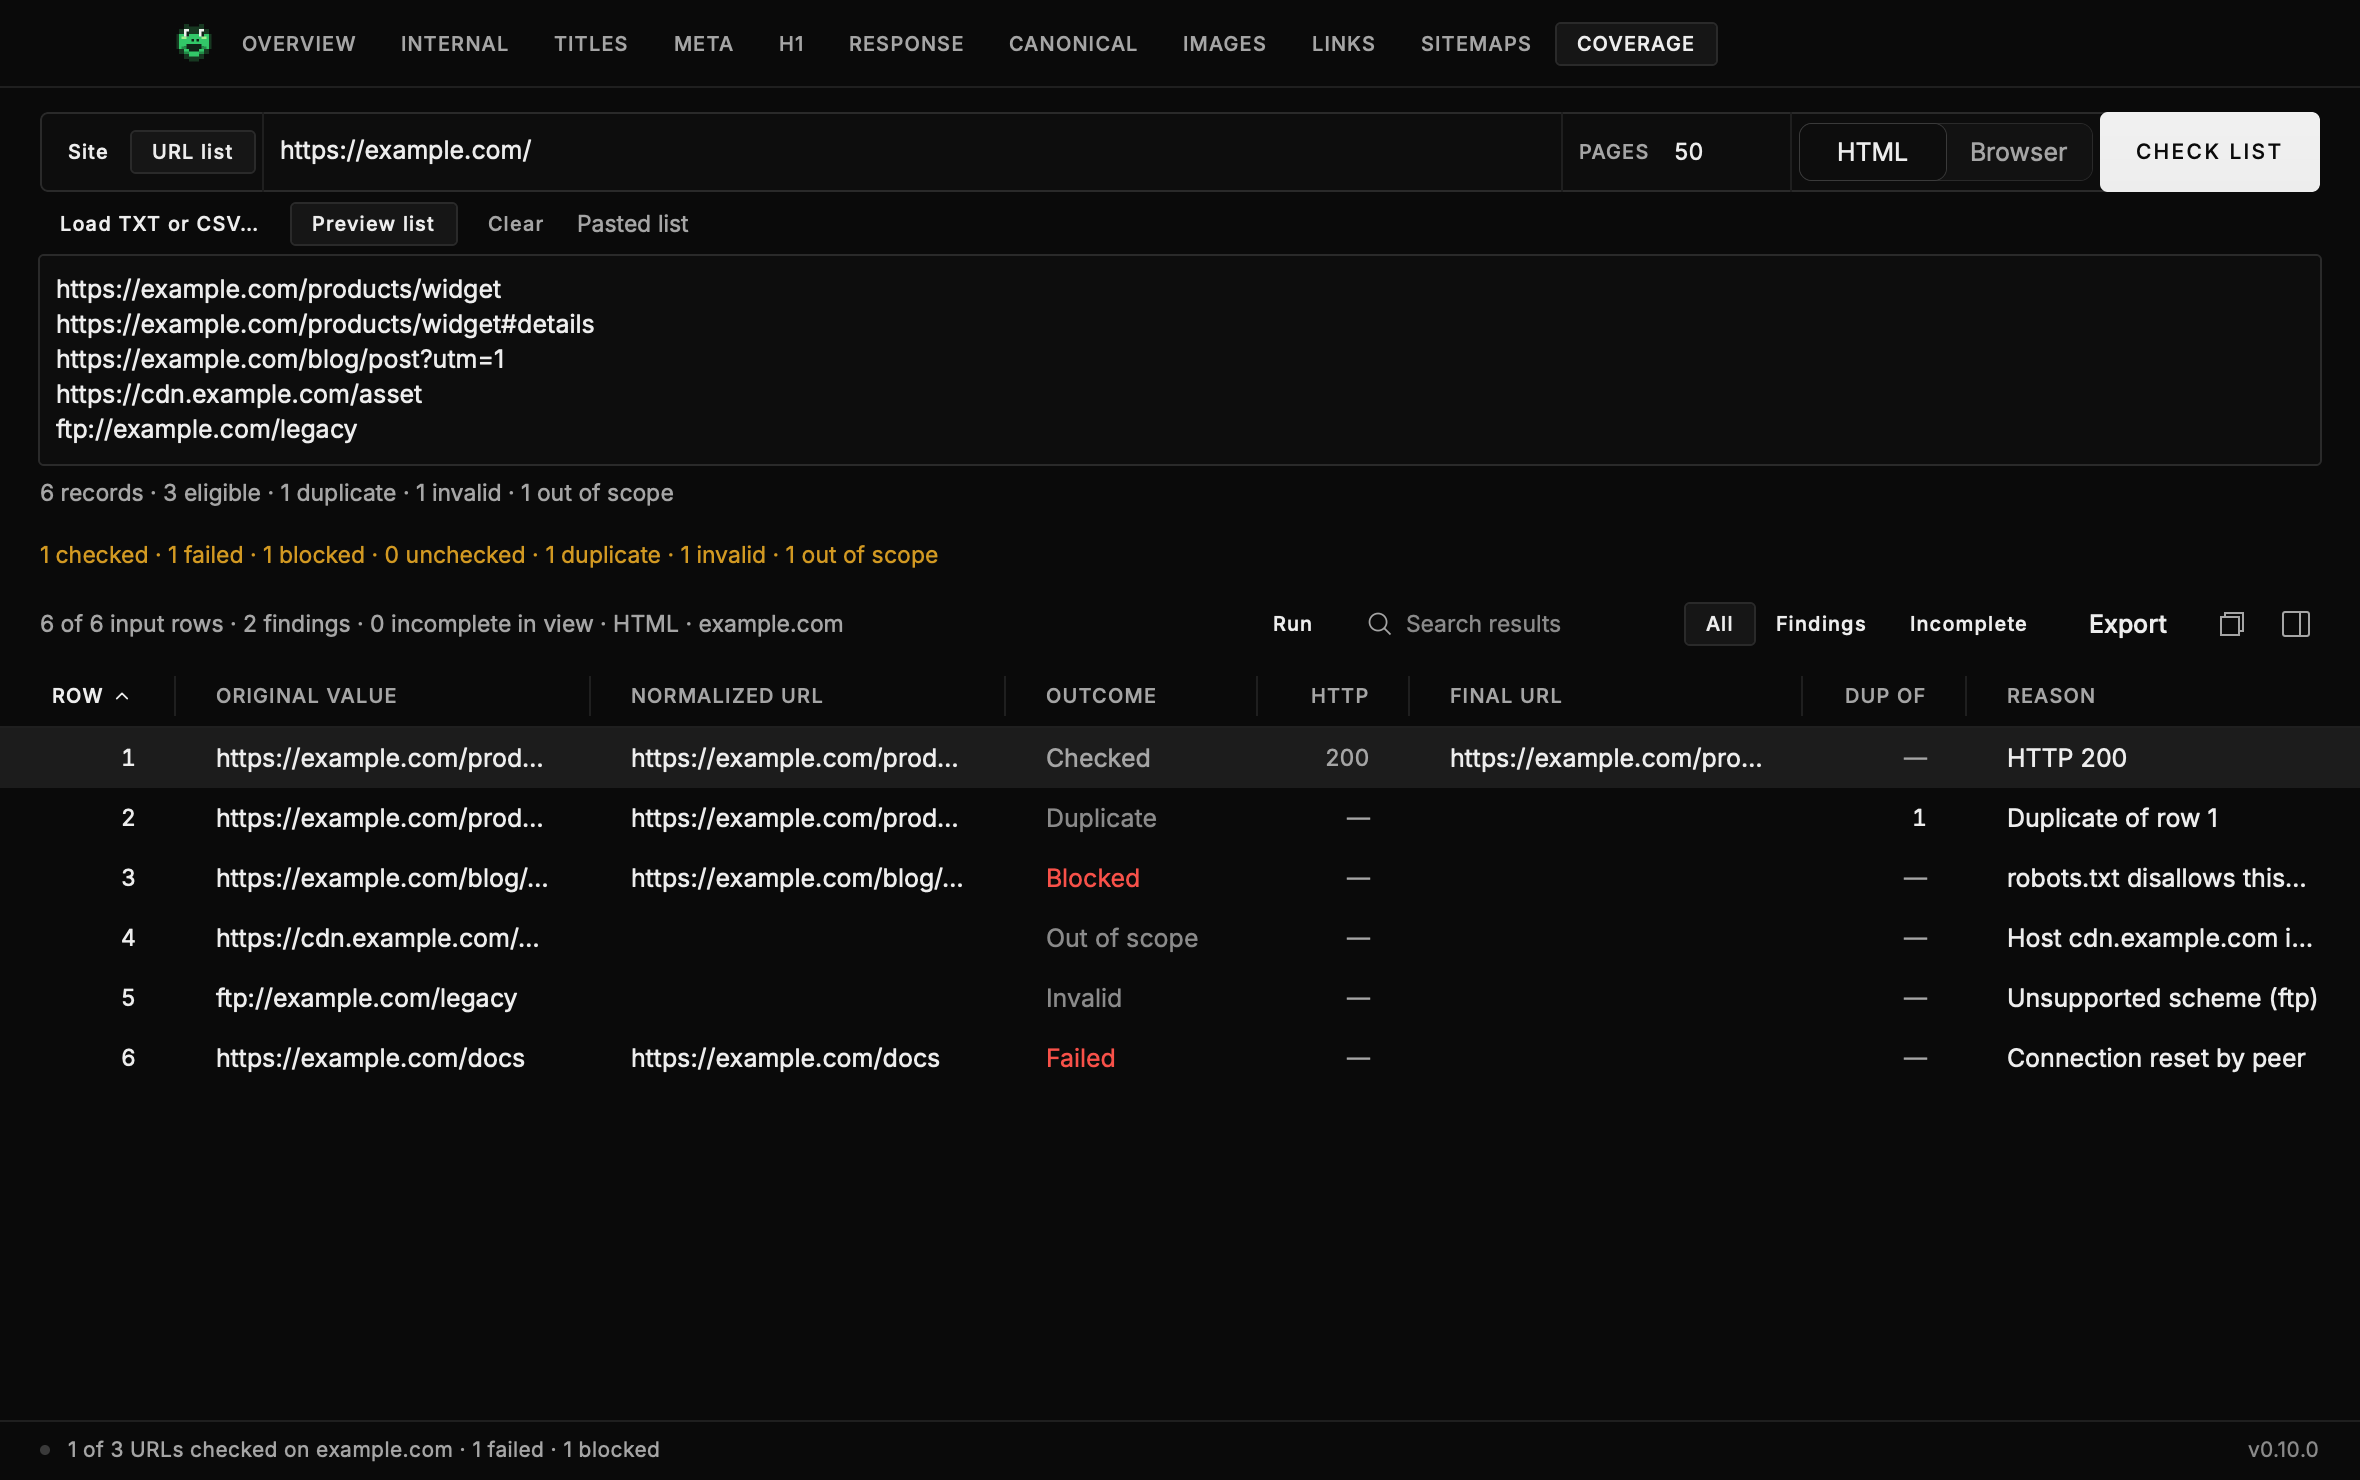 OVERVIEW INTERNAL TITLES META H1 RESPONSE CANONICAL IMAGES LINKS SITEMAPS COVERAGE
Site URL list https://example.com/ PAGES 50 HTML Browser CHECK LIST
Load TXT or CSV... Preview list Clear Pasted list
https://example.com/products/widget
https://example.com/products/widget#details
https://example.com/blog/post?utm=1
https://cdn.example.com/asset
ftp://example.com/legacy
6 records · 3 eligible · 1 duplicate · 1 invalid · 1 out of scope
1 checked · 1 failed · 1 blocked · 0 unchecked · 1 duplicate · 1 invalid · 1 out of scope
6 of 6 input rows · 2 findings · 0 incomplete in view · HTML · example.com Run Search results All Findings Incomplete Export
ROW ORIGINAL VALUE NORMALIZED URL OUTCOME HTTP FINAL URL DUP OF REASON
1 https://example.com/prod... https://example.com/prod... Checked 200 https://example.com/pro... — HTTP 200
2 https://example.com/prod... https://example.com/prod... Duplicate — 1 Duplicate of row 1
3 https://example.com/blog/... https://example.com/blog/... Blocked — — robots.txt disallows this...
4 https://cdn.example.com/... Out of scope — — Host cdn.example.com i...
5 ftp://example.com/legacy Invalid — — Unsupported scheme (ftp)
6 https://example.com/docs https://example.com/docs Failed — — Connection reset by peer
1 of 3 URLs checked on example.com · 1 failed · 1 blocked v0.10.0